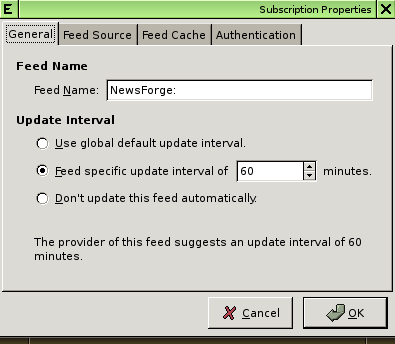 E Subscription Properties X
General Feed Source Feed Cache Authentication
Feed Name
Feed Name: NewsForge:
Update Interval
Use global default update interval.
Feed specific update interval of 60 minutes.
Don't update this feed automatically.
The provider of this feed suggests an update interval of 60
minutes.
Cancel OK